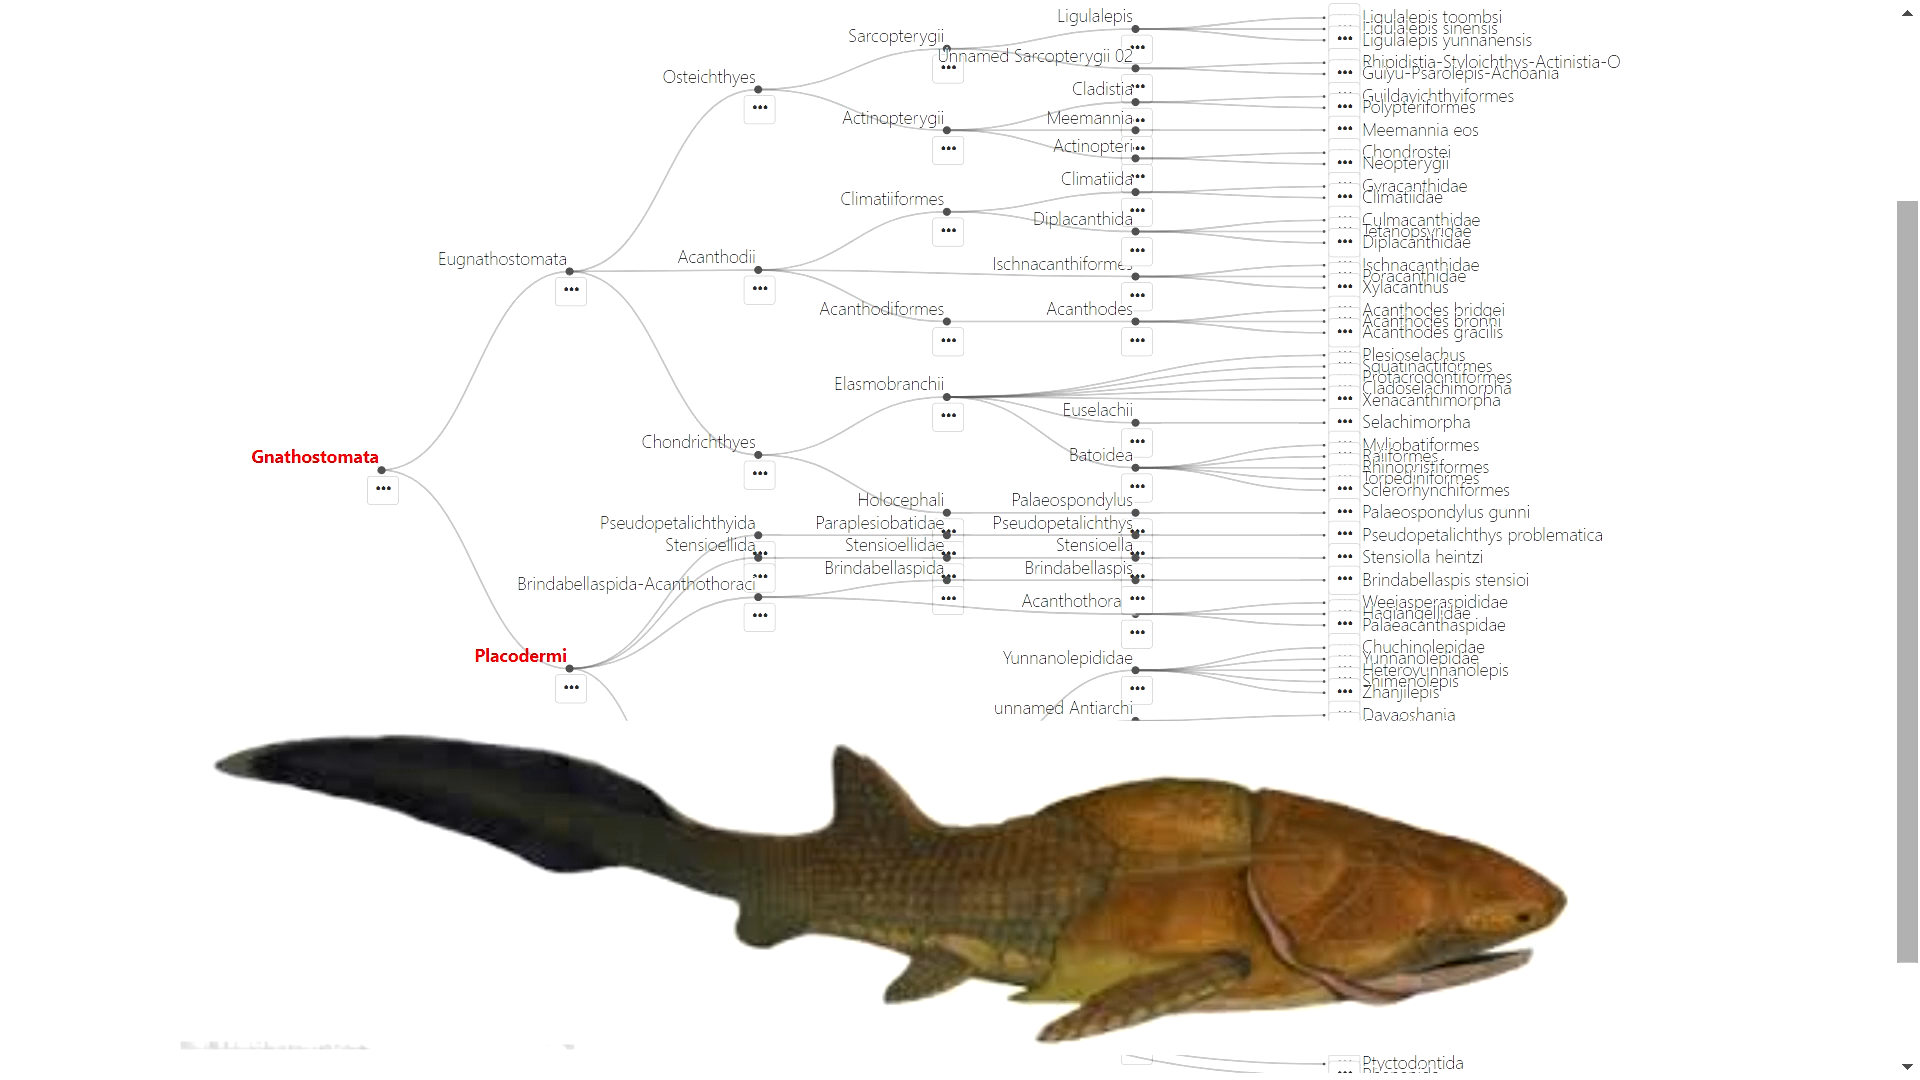 Ligulalepis
Ligulalepis toombsi
Ligulalepis sinensis
Sarcopterygii
Ligulalepis yunnanensis
Unnamed Sarcopterygii 02
Rhipidistia-Styloichthys-Actinistia-O
Guiyu-Psarolepis-Achoania
Osteichthyes
Cladistia
Guildayichthyiformes
Polypteriformes
Actinopterygii
Meemannia
Meemannia eos
Actinopteri
Chondrostei
Neopterygii
Climatiida
Gyracanthidae
Climatiidae
Climatiiformes
Diplacanthida
Culmacanthidae
Tetanopsyridae
Diplacanthidae
Eugnathostomata
Acanthodii
Ischnacanthiformes
Ischnacanthidae
Poracanthidae
Xylacanthus
Acanthodiformes
Acanthodes
Acanthodes bridgei
Acanthodes bronni
Acanthodes gracilis
Plesioselachus
Squatinactiformes
Elasmobranchii
Protacrodontiformes
Cladoselachimorpha
Xenacanthimorpha
Euselachii
Selachimorpha
Chondrichthyes
Batoidea
Myliobatiformes
Rajiformes
Gnathostomata
Rhinopristiformes
Torpediniformes
Sclerorhynchiformes
Holocephali
Palaeospondylus
Palaeospondylus gunni
Pseudopetalichthyida
Paraplesiobatidae
Pseudopetalichthys
Pseudopetalichthys problematica
Stensioellida
Stensioellidae
Stensioella
Stensiolla heintzi
Brindabellaspida-Acanthothoraci
Brindabellaspida
Brindabellaspis
Brindabellaspis stensioi
Acanthothora
Weejasperaspididae
Hagiangellidae
Palaeacanthaspidae
Placodermi
Yunnanolepididae
Chuchinolepidae
Yunnanolepidae
Heteroyunnanolepis
Shimenolepis
Zhanjilepis
unnamed Antiarchi
Dayaoshania
Ptyctodontida